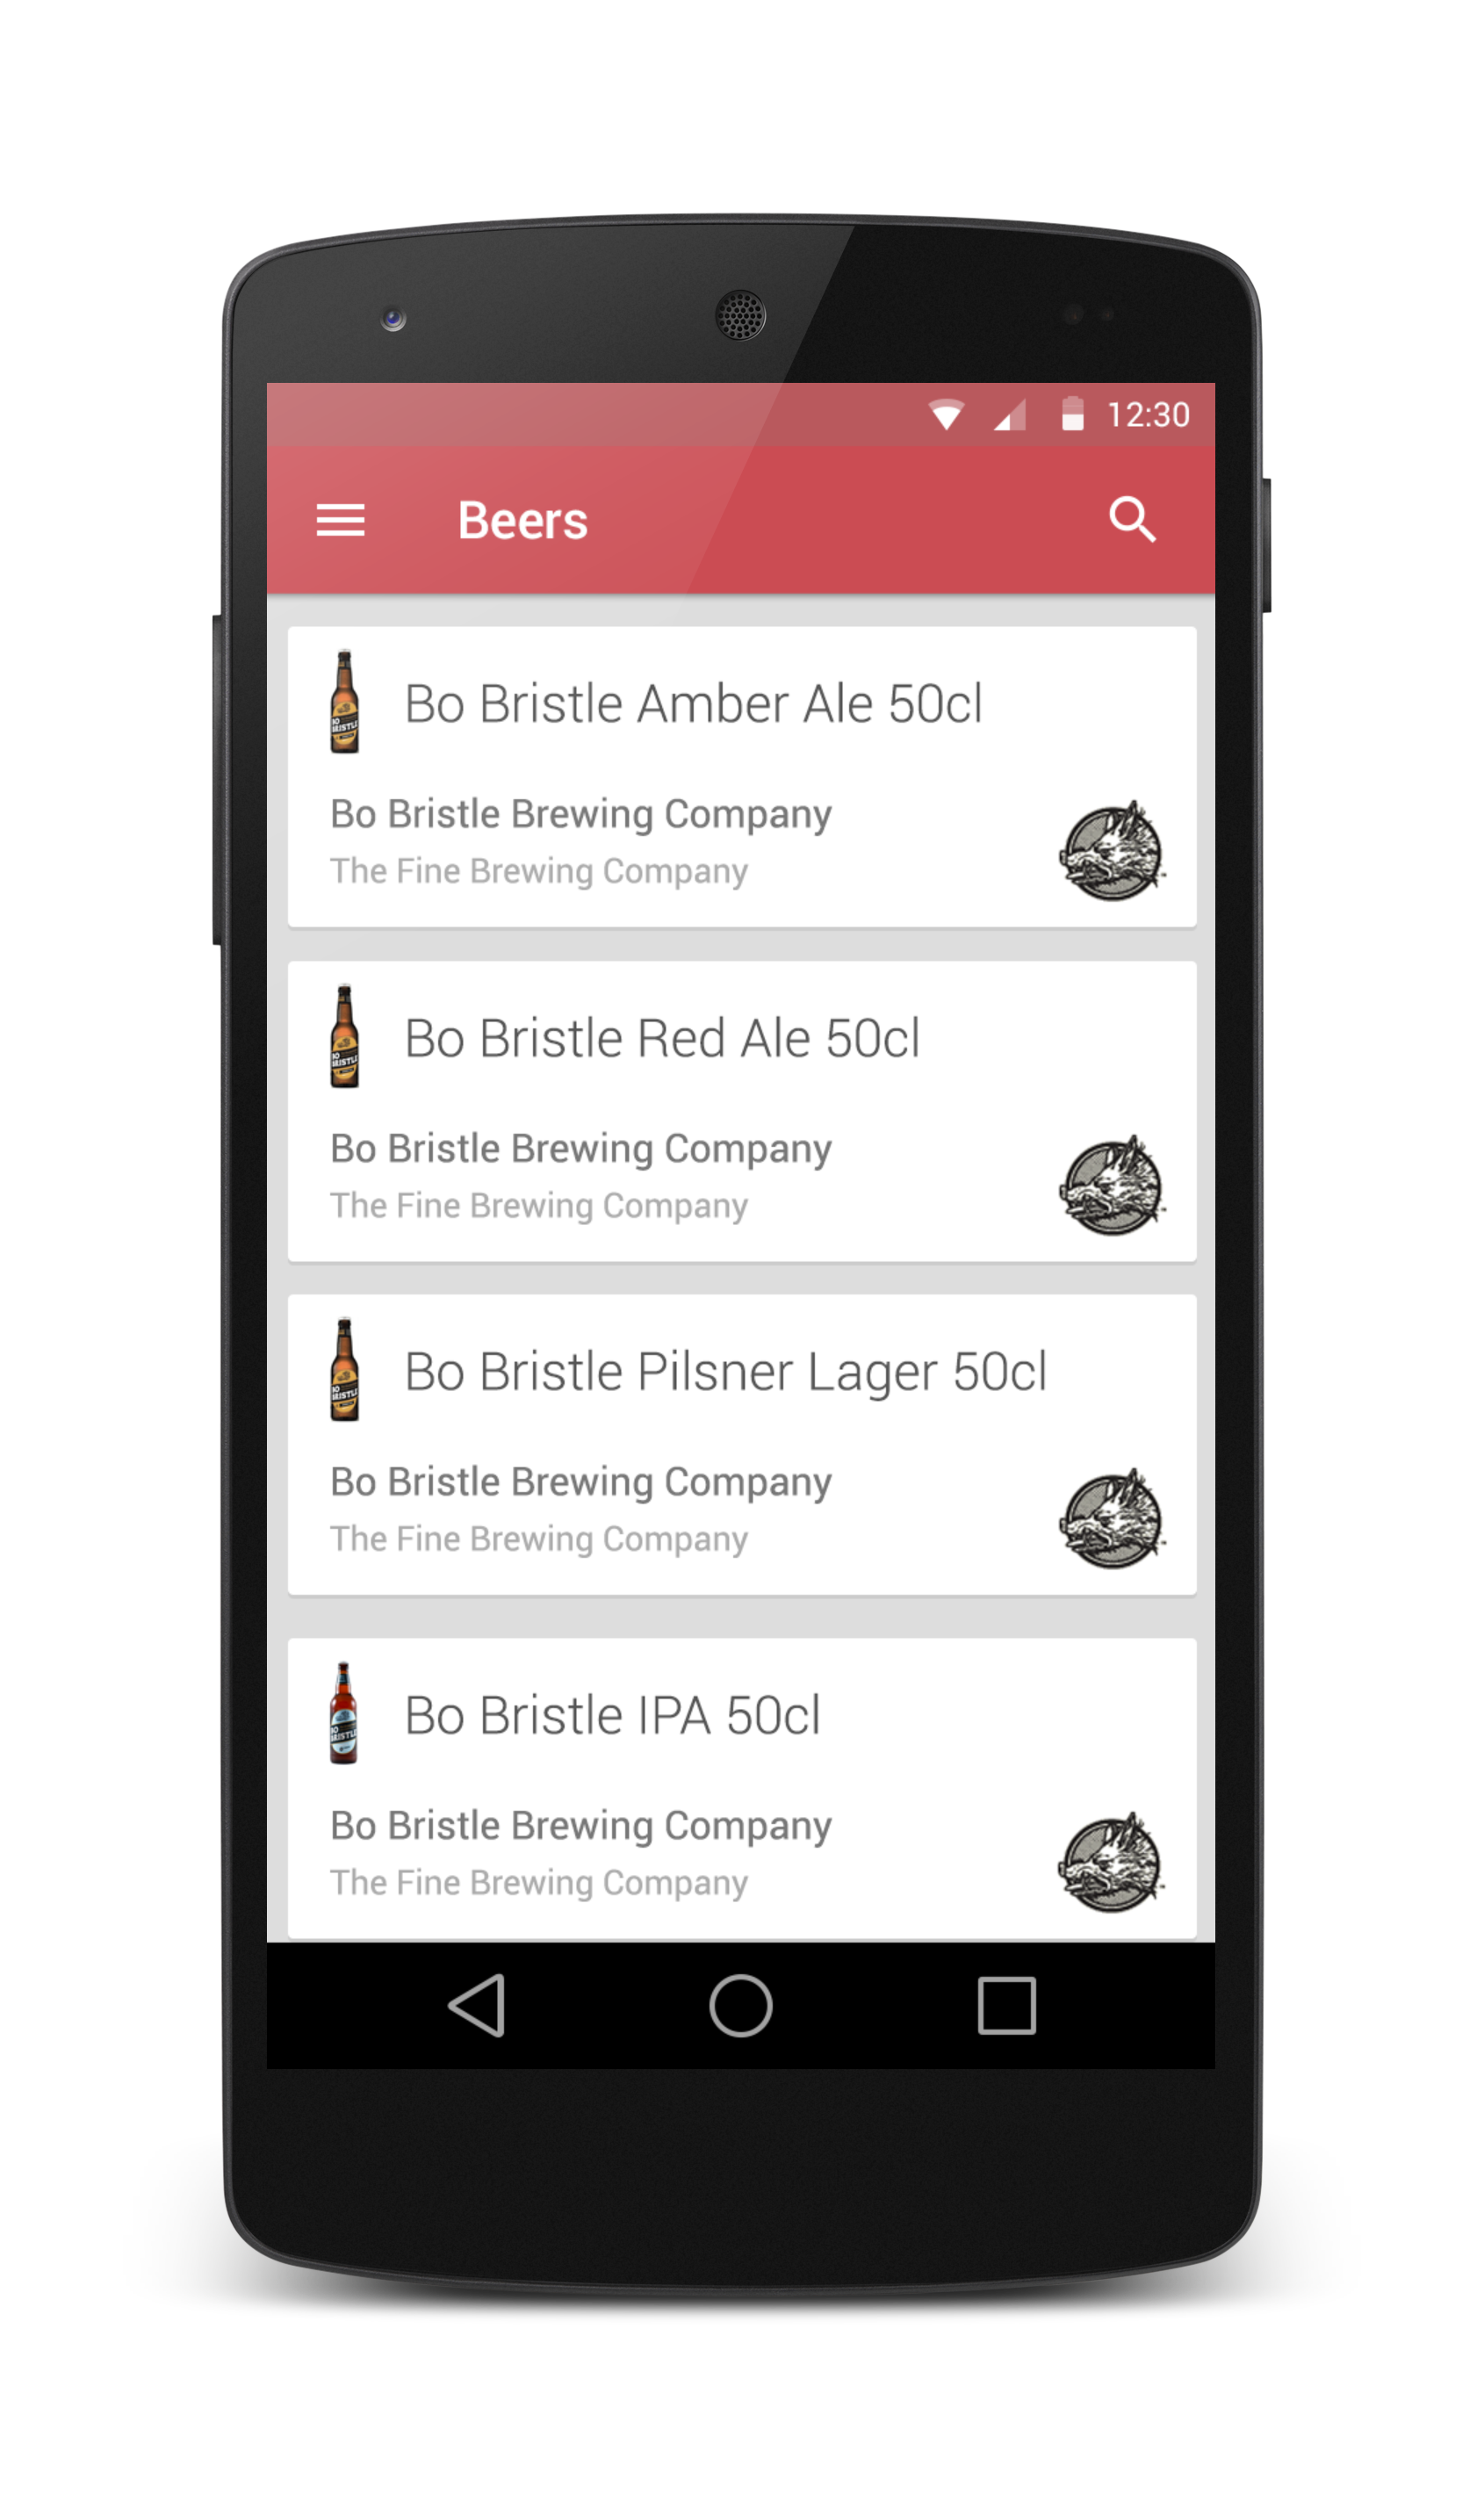 12:30
Beers
Bo Bristle Amber Ale 50cl
Bo Bristle Brewing Company
The Fine Brewing Company
Bo Bristle Red Ale 50cl
Bo Bristle Brewing Company
The Fine Brewing Company
Bo Bristle Pilsner Lager 50cl
Bo Bristle Brewing Company
The Fine Brewing Company
Bo Bristle IPA 50cl
Bo Bristle Brewing Company
The Fine Brewing Company